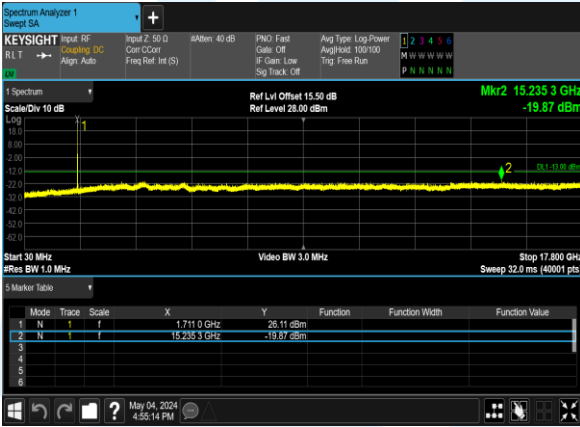 Spectrum Analyzer 1
Swept SA
KEYSIGHT Input: RF Input Z: 50 Ω #Atten: 40 dB PNO: Fast Avg Type: Log-Power 1 2 3 4 5 6
RLT Coupling: DC Corr CCorr Gate: Off Avg|Hold: 100/100 M W W W W W
Align: Auto Freq Ref: Int (S) IF Gain: Low Trig: Free Run P N N N N N
Sig Track: Off
1 Spectrum Ref Lvl Offset 15.50 dB Mkr2 15.235 3 GHz
Scale/Div 10 dB Ref Level 28.00 dBm -19.87 dBm
Log
1
18.0
8.00
-2.00
-12.0 2 DL1 -13.00 dBm
-22.0
-32.0
-42.0
-52.0
-62.0
Start 30 MHz Video BW 3.0 MHz Stop 17.800 GHz
#Res BW 1.0 MHz Sweep 32.0 ms (40001 pts
5 Marker Table
Mode Trace Scale X Y Function Function Width Function Value
1 N 1 f 1.711 0 GHz 26.11 dBm
2 N 1 f 15.235 3 GHz -19.87 dBm
3
4
5
6
? May 04, 2024
4:55:14 PM